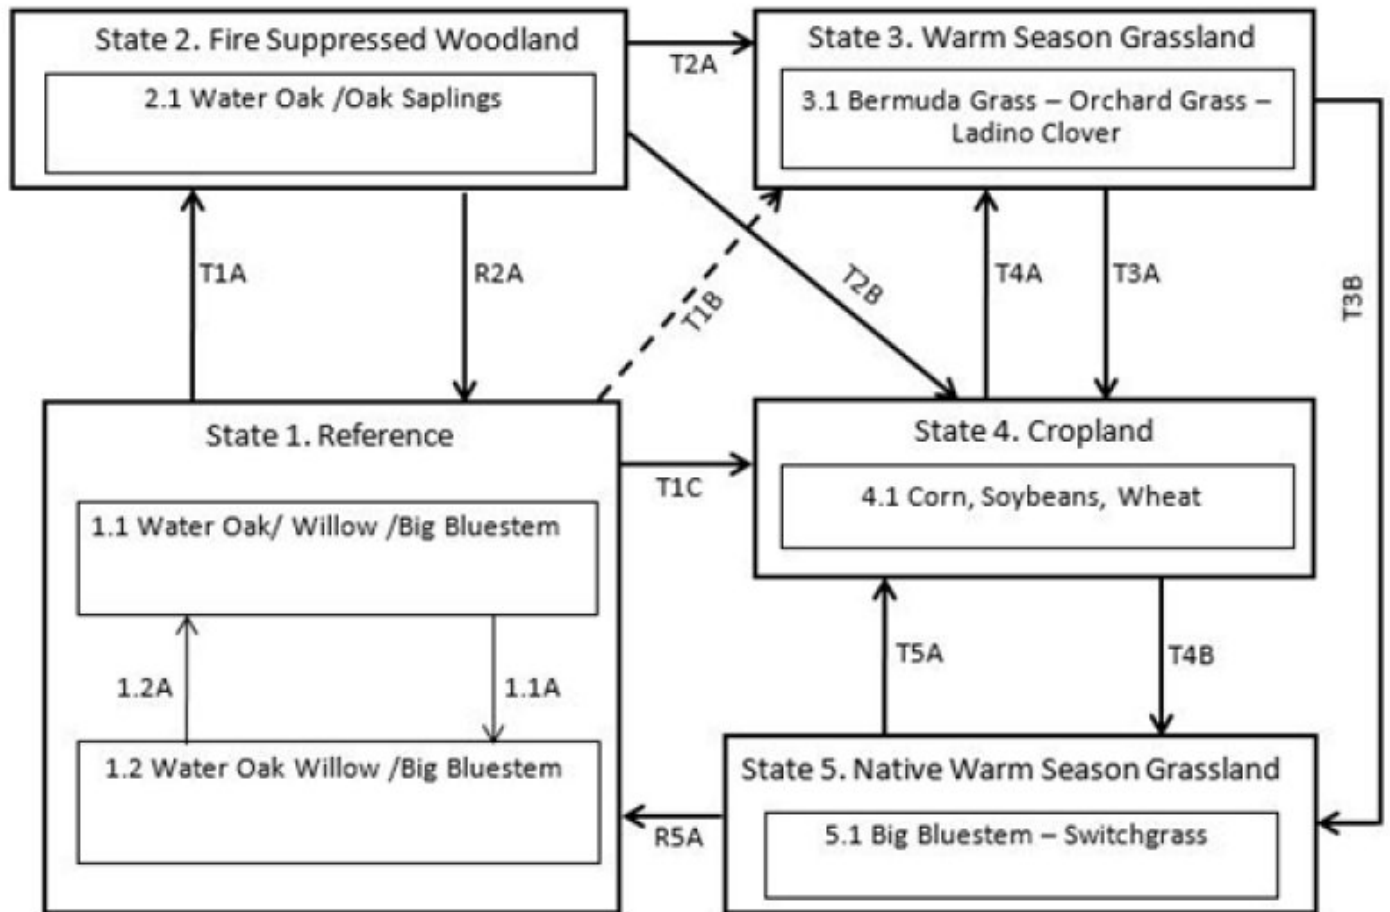 State 2. Fire Suppressed Woodland
2.1 Water Oak /Oak Saplings
T2A
State 3. Warm Season Grassland
3.1 Bermuda Grass – Orchard Grass –
Ladino Clover
T1A
R2A
T1B
T2B
T4A
T3A
T3B
State 1. Reference
1.1 Water Oak/ Willow /Big Bluestem
1.2A
1.1A
1.2 Water Oak Willow /Big Bluestem
T1C
State 4. Cropland
4.1 Corn, Soybeans, Wheat
T5A
T4B
R5A
State 5. Native Warm Season Grassland
5.1 Big Bluestem – Switchgrass